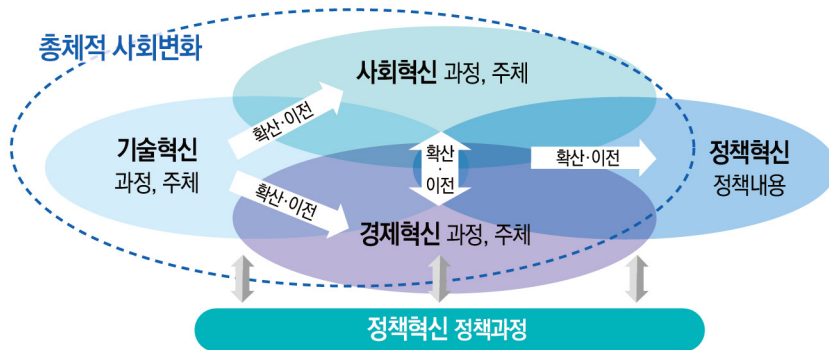 총체적 사회변화
사회혁신 과정, 주체
확산·이전
기술혁신
과정, 주체
확산
·
이전
확산·이전
정책혁신
정책내용
확산·이전
경제혁신 과정, 주체
정책혁신 정책과정